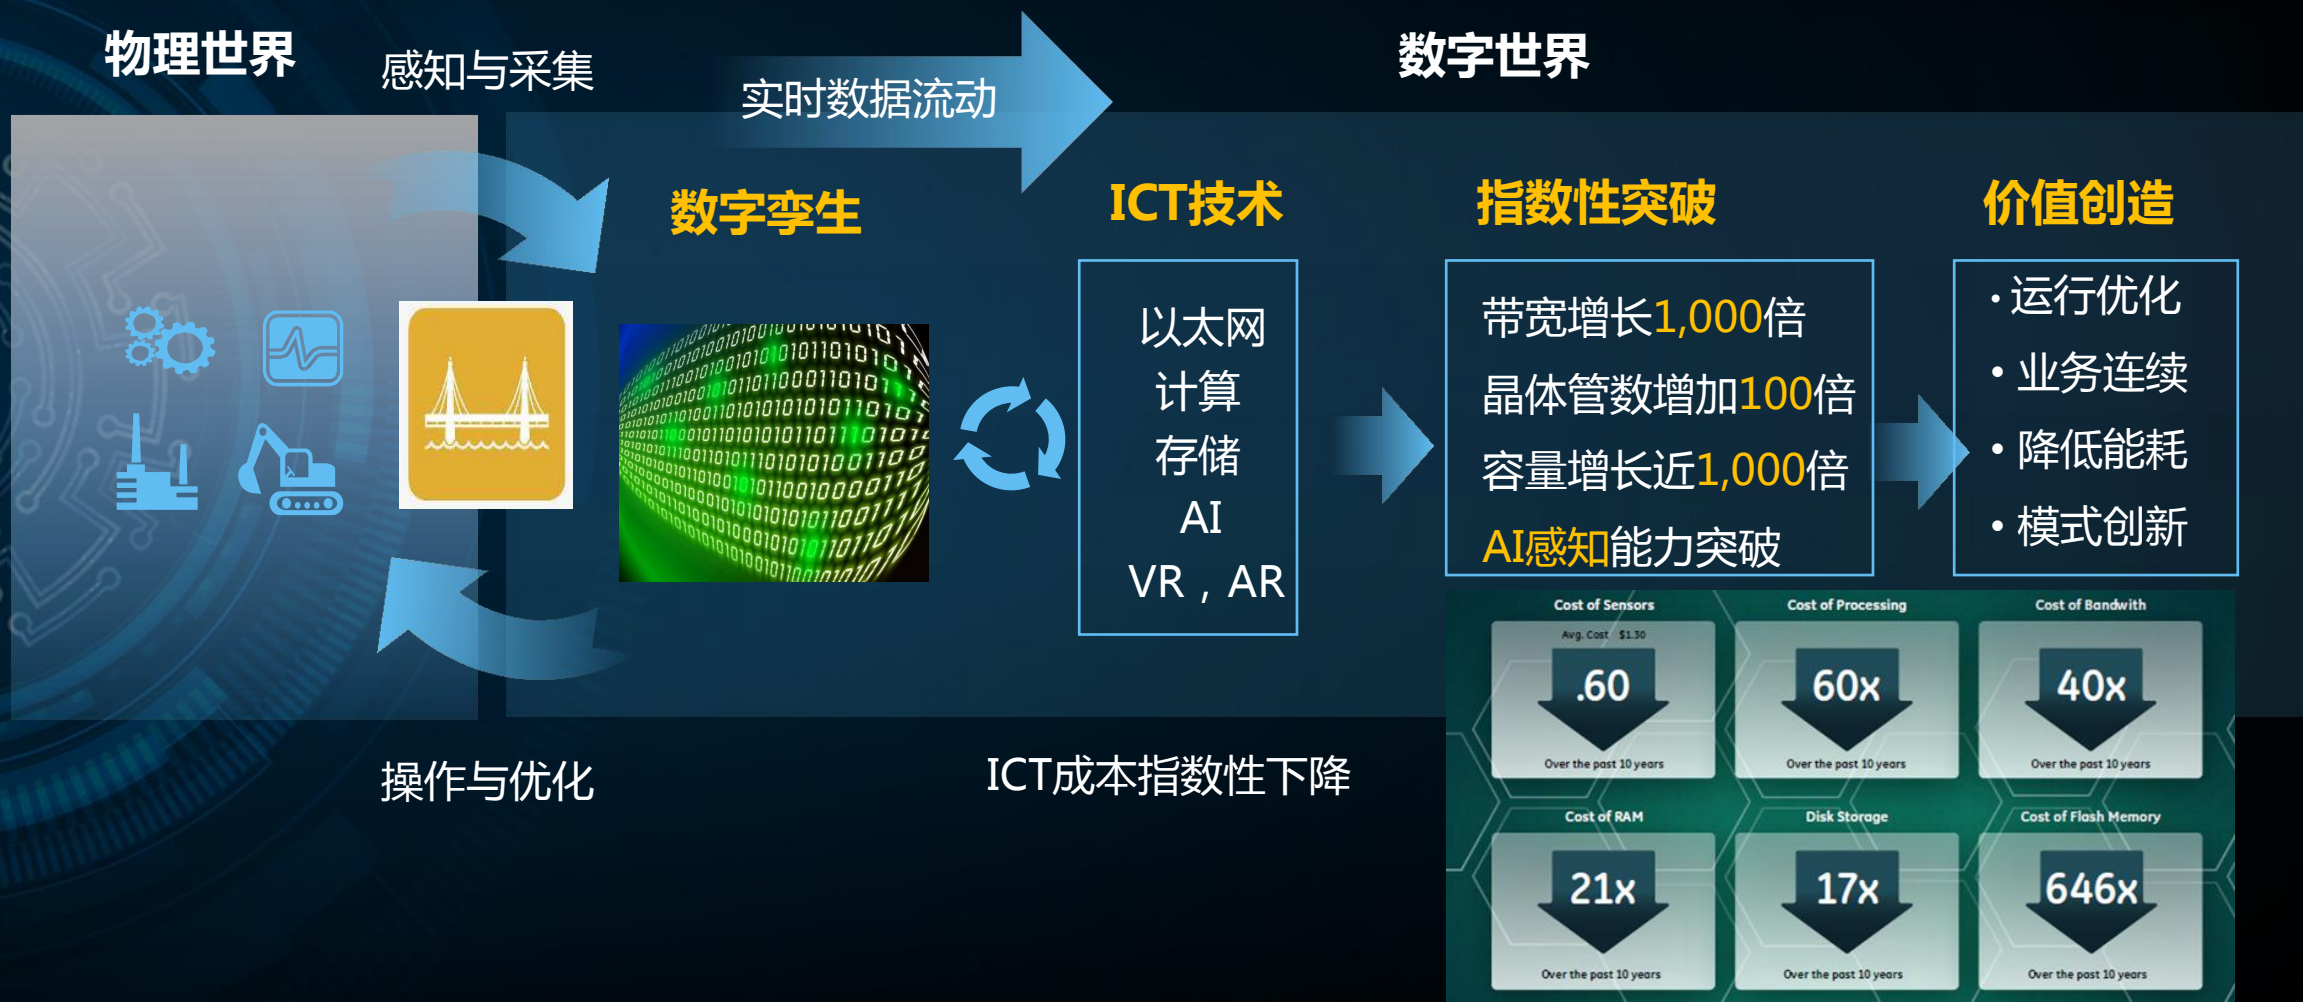 物理世界
感知与采集
实时数据流动
数字世界
数字孪生
ICT技术
指数性突破
价值创造
以太网
计算
存储
AI
VR，AR
带宽增长1,000倍
晶体管数增加100倍
容量增长近1,000倍
AI感知能力突破
• 运行优化
• 业务连续
• 降低能耗
• 模式创新
操作与优化
ICT成本指数性下降
Cost of Sensors
Avg. Cost $1.30
.60
Over the past 10 years
Cost of Processing
60x
Over the past 10 years
Cost of Bandwith
40x
Over the past 10 years
Cost of RAM
21x
Over the past 10 years
Disk Storage
17x
Over the past 10 years
Cost of Flash Memory
646x
Over the past 10 years